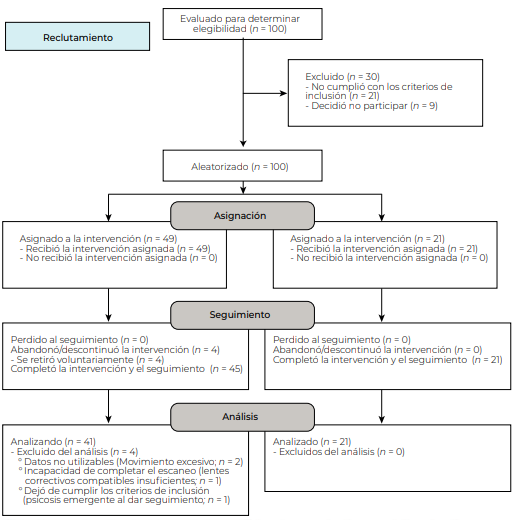 Evaluado para determinar
elegibilidad (n = 100)
Reclutamiento
Excluido (n = 30)
- No cumplió con los criterios de
inclusión (n = 21)
- Decidió no participar (n = 9)
Aleatorizado (n = 100)
Asignación
Asignado a la intervención (n = 49)
- Recibió la intervención asignada (n = 49)
- No recibió la intervención asignada (n = 0)
Asignado a la intervención (n = 21)
- Recibió la intervención asignada (n = 21)
- No recibió la intervención asignada (n = 0)
Seguimiento
Perdido al seguimiento (n = 0)
Abandonó/descontinuó la intervención (n = 4)
- Se retiró voluntariamente (n = 4)
Completó la intervención y el seguimiento (n = 45)
Perdido al seguimiento (n = 0)
Abandonó/descontinuó la intervención (n = 0)
Completó la intervención y el seguimiento (n = 21)
Análisis
Analizando (n = 41)
- Excluido del análisis (n = 4)
° Datos no utilizables (Movimiento excesivo; n = 2)
° Incapacidad de completar el escaneo (lentes
correctivos compatibles insuficientes; n = 1)
° Dejó de cumplir los criterios de inclusión
(psicosis emergente al dar seguimiento; n = 1)
Analizado (n = 21)
- Excluidos del análisis (n = 0)